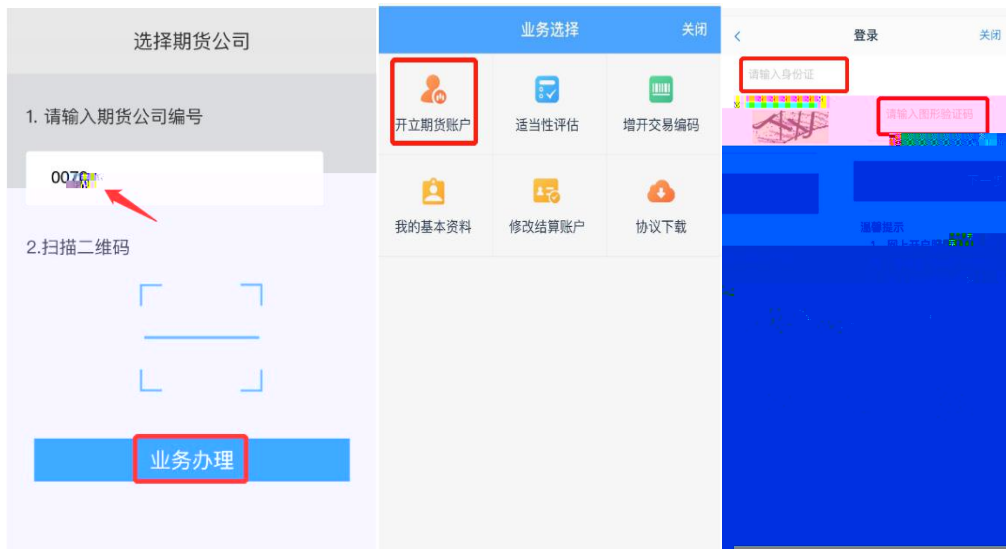 选择期货公司
1. 请输入期货公司编号
2.扫描二维码
业务办理
业务选择
关闭
开立期货账户
适当性评估
增开交易编码
我的基本资料
修改结算账户
协议下载
登录
关闭
请输入身份证
请输入图形验证码
温馨提示